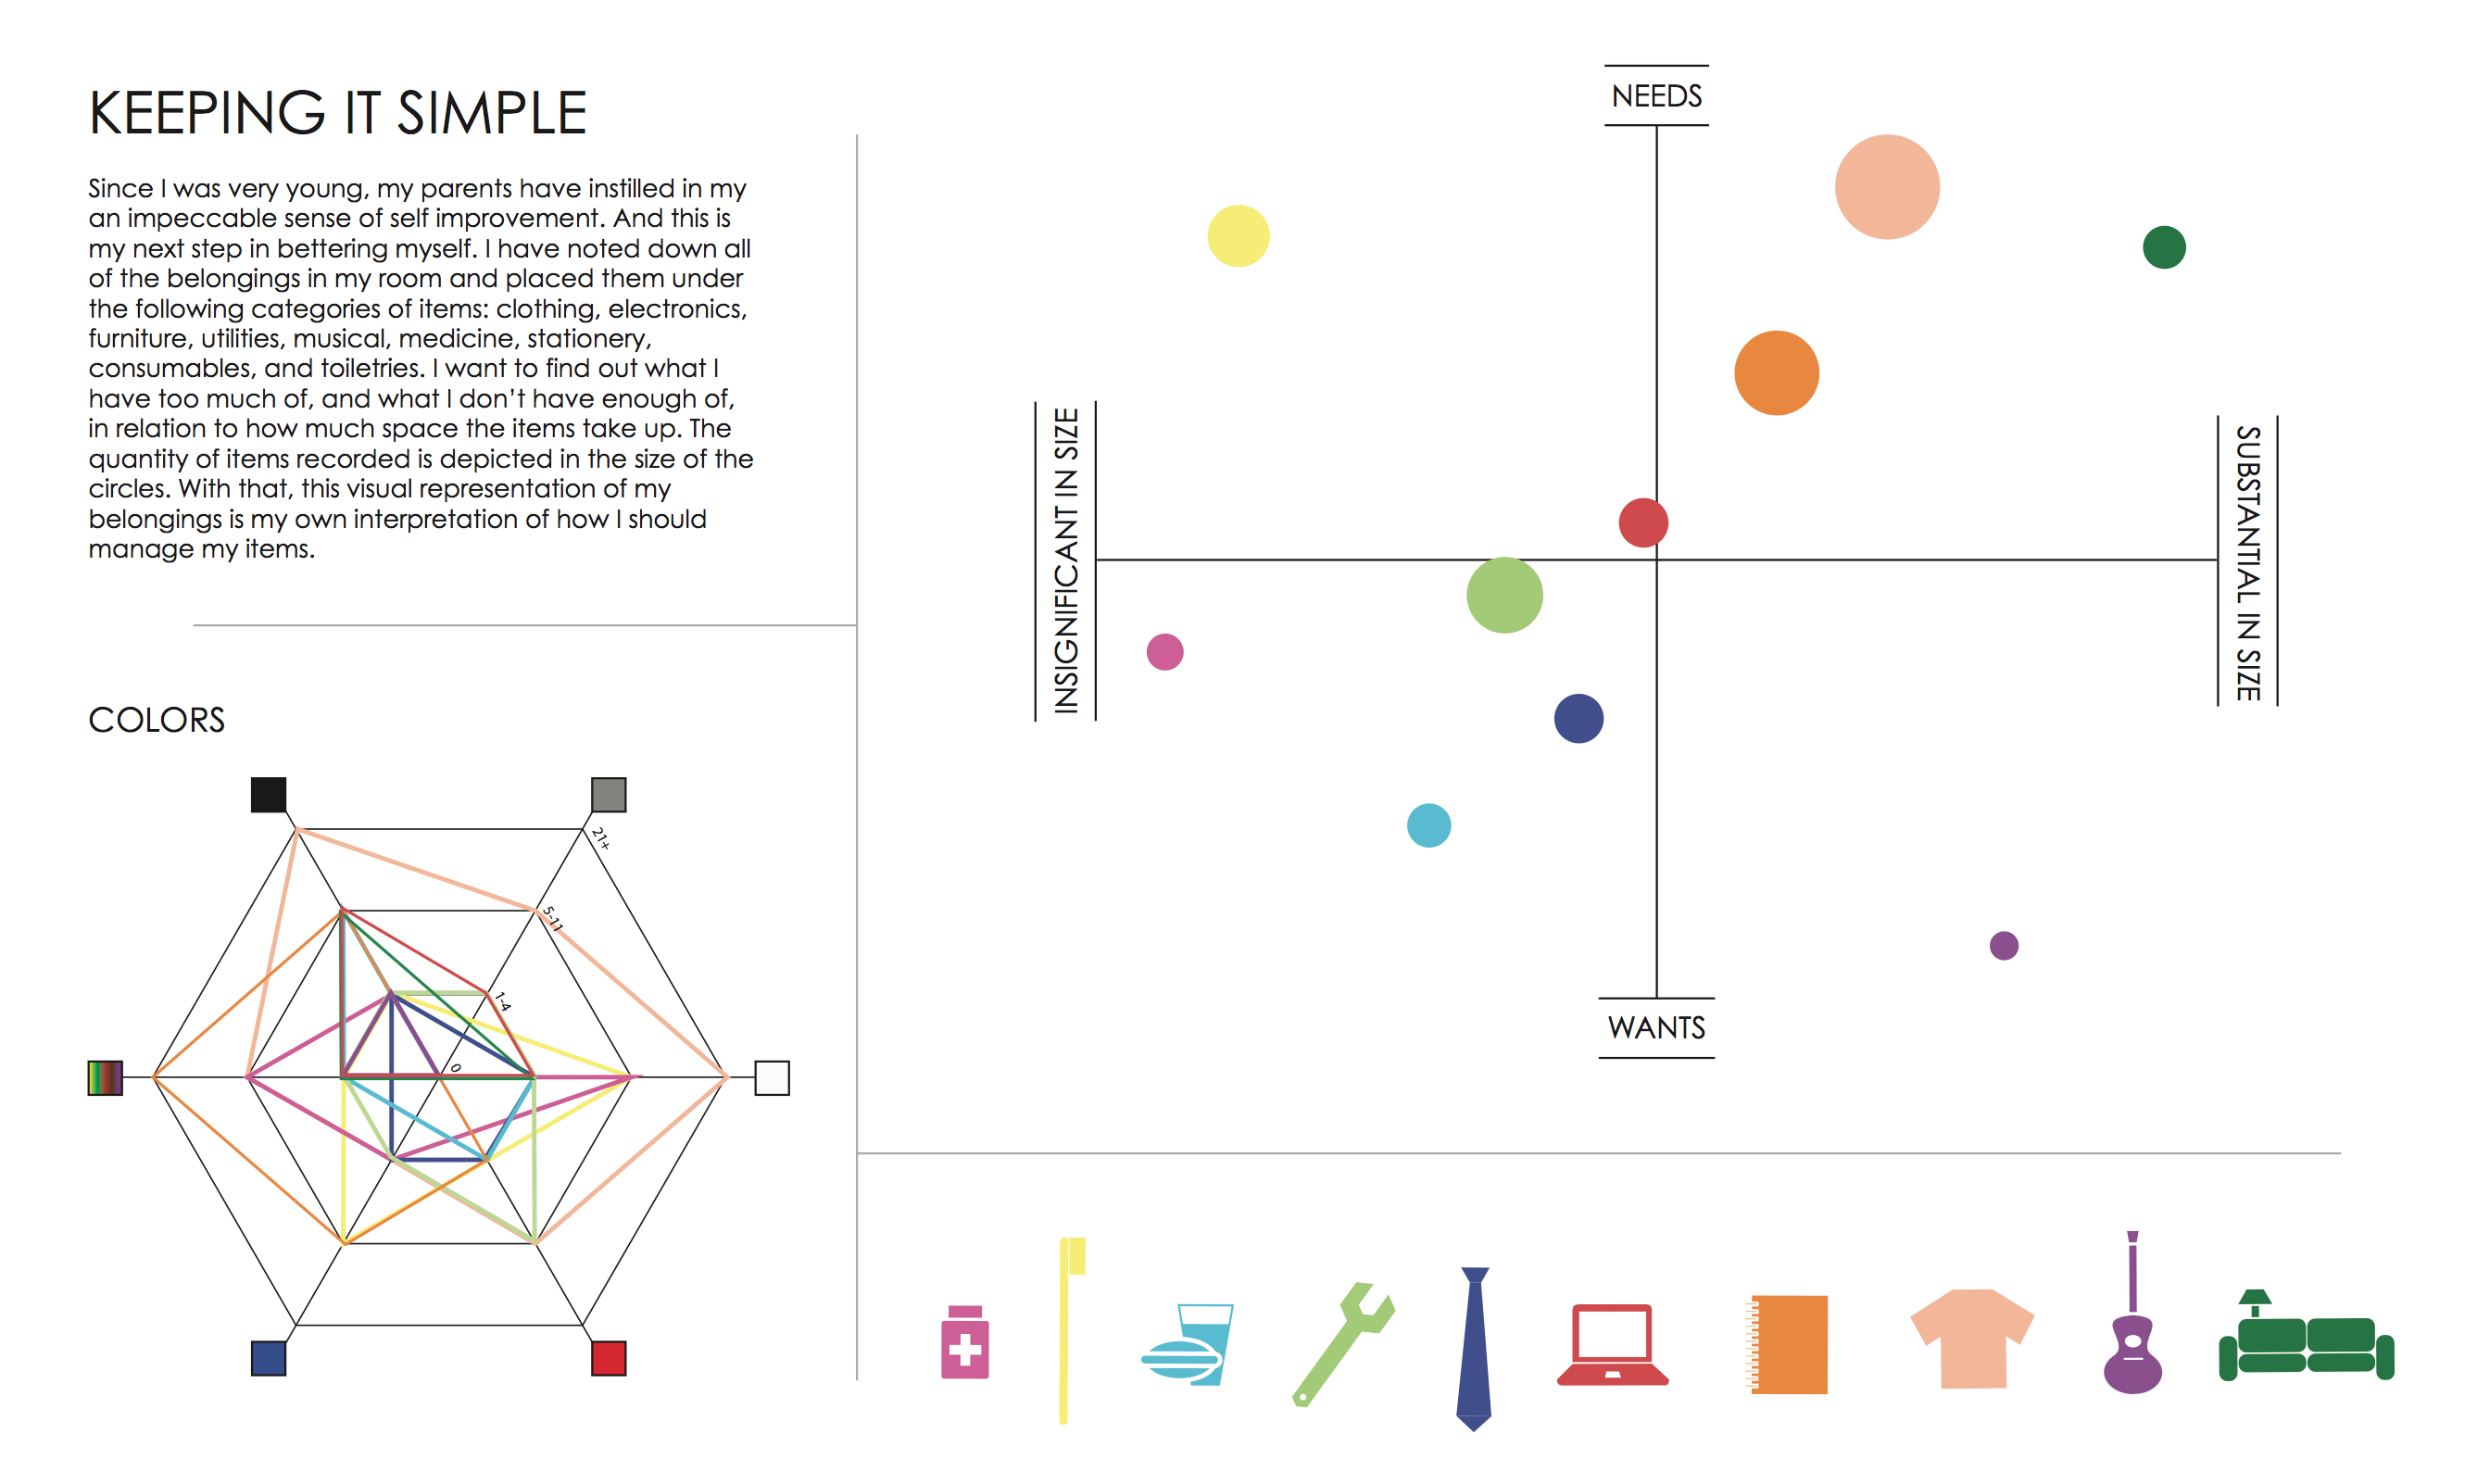 KEEPING IT SIMPLE
Since I was very young, my parents have instilled in my
an impeccable sense of self improvement. And this is
my next step in bettering myself. I have noted down all
of the belongings in my room and placed them under
the following categories of items: clothing, electronics,
furniture, utilities, musical, medicine, stationery,
consumables, and toiletries. I want to find out what I
have too much of, and what I don't have enough of,
in relation to how much space the items take up. The
quantity of items recorded is depicted in the size of the
circles. With that, this visual representation of my
belongings is my own interpretation of how I should
manage my items.
COLORS
21+
5-11
1-4
0
NEEDS
INSIGNIFICANT IN SIZE
SUBSTANTIAL IN SIZE
WANTS